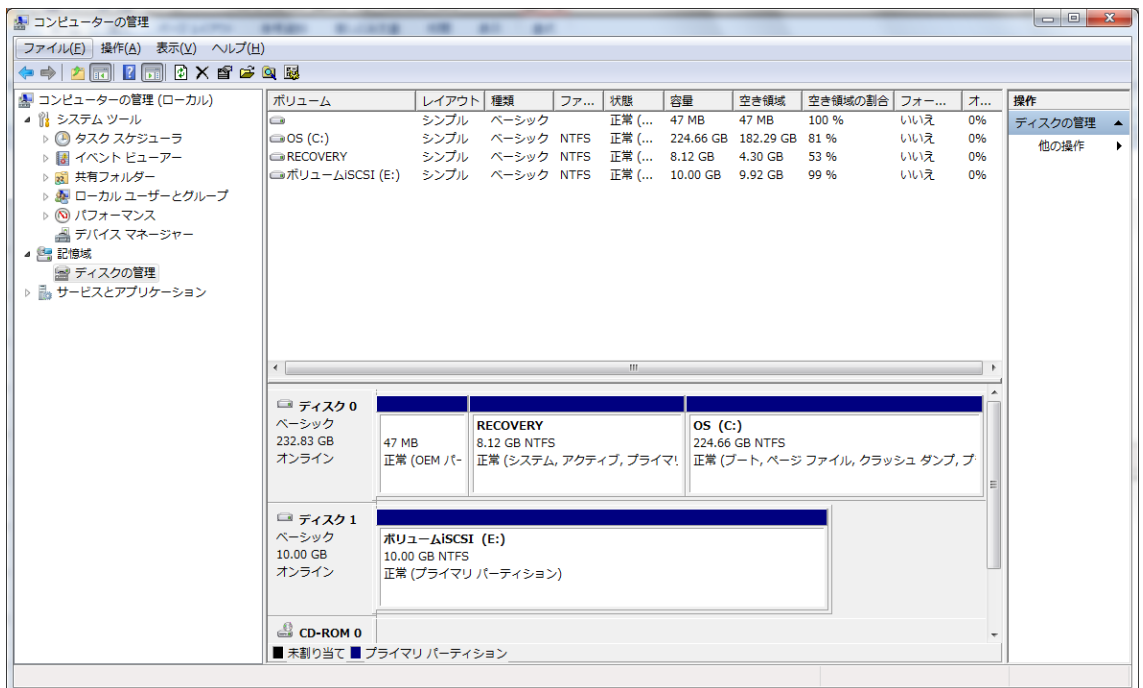 コンピューターの管理
ファイル(F) 操作(A) 表示(V) ヘルプ(H)
コンピューターの管理 (ローカル)
システム ツール
タスク スケジューラ
イベント ビューアー
共有フォルダー
ローカル ユーザーとグループ
パフォーマンス
デバイス マネージャー
記憶域
ディスクの管理
サービスとアプリケーション
ボリューム レイアウト 種類 ファ... 状態 容量 空き領域 空き領域の割合 フォー... オ...
シンプル ベーシック 正常 (... 47 MB 47 MB 100 % いいえ 0%
OS (C:) シンプル ベーシック NTFS 正常 (... 224.66 GB 182.29 GB 81 % いいえ 0%
RECOVERY シンプル ベーシック NTFS 正常 (... 8.12 GB 4.30 GB 53 % いいえ 0%
ボリュームiSCSI (E:) シンプル ベーシック NTFS 正常 (... 10.00 GB 9.92 GB 99 % いいえ 0%
ディスク 0
ベーシック
232.83 GB
オンライン
47 MB
正常 (OEM パー
RECOVERY
8.12 GB NTFS
正常 (システム, アクティブ, プライマ!
OS (C:)
224.66 GB NTFS
正常 (ブート, ページ ファイル, クラッシュ ダンプ, プ
ディスク 1
ベーシック
10.00 GB
オンライン
ボリュームiSCSI (E:)
10.00 GB NTFS
正常 (プライマリ パーティション)
CD-ROM 0
未割り当て プライマリ パーティション
操作
ディスクの管理
他の操作